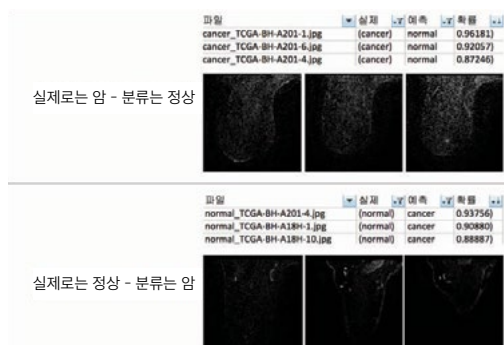 파일 실제 예측 확률
cancer_TCGA-BH-A201-1.jpg (cancer) normal 0.96181)
cancer_TCGA-BH-A201-6.jpg (cancer) normal 0.92057)
cancer_TCGA-BH-A201-4.jpg (cancer) normal 0.87246)
실제로는 암 - 분류는 정상
파일 실제 예측 확률
normal_TCGA-BH-A201-4.jpg (normal) cancer 0.93756)
normal_TCGA-BH-A18H-1.jpg (normal) cancer 0.90880)
normal_TCGA-BH-A18H-10.jpg (normal) cancer 0.88887)
실제로는 정상 - 분류는 암